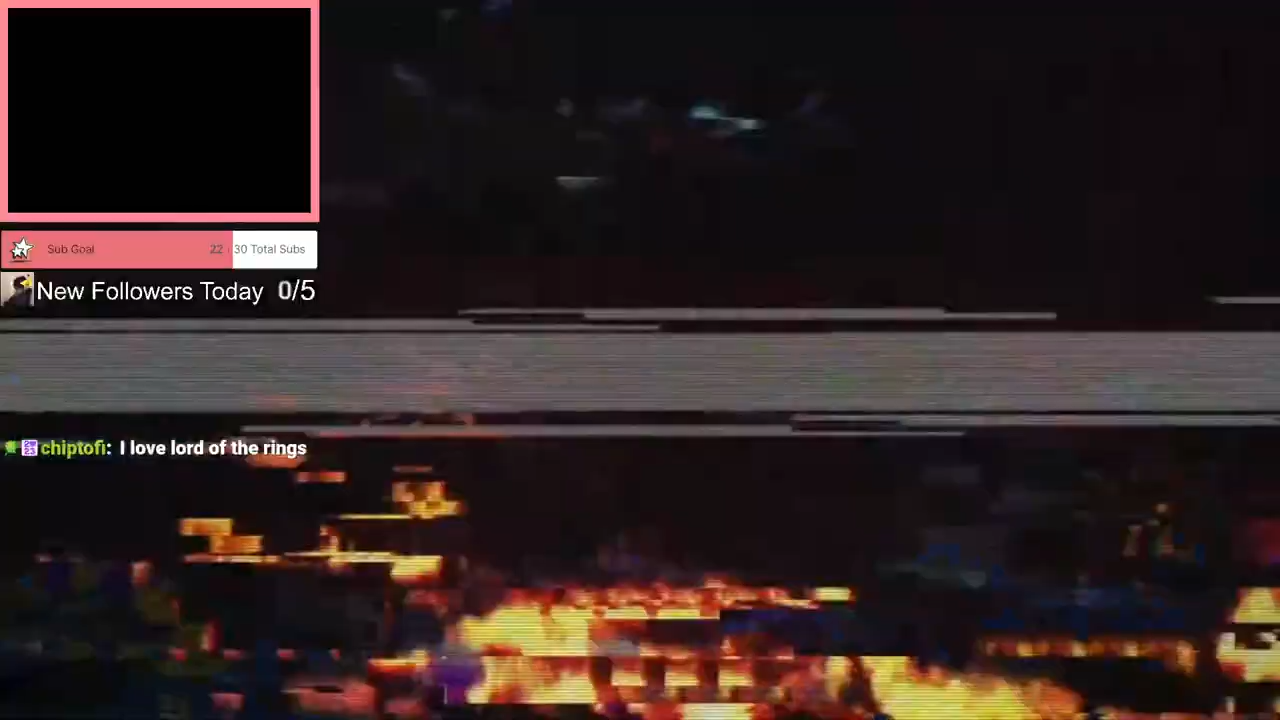 Sub Goal 22 / 30 Total Subs
New Followers Today 0/5
chiptofi: I love lord of the rings